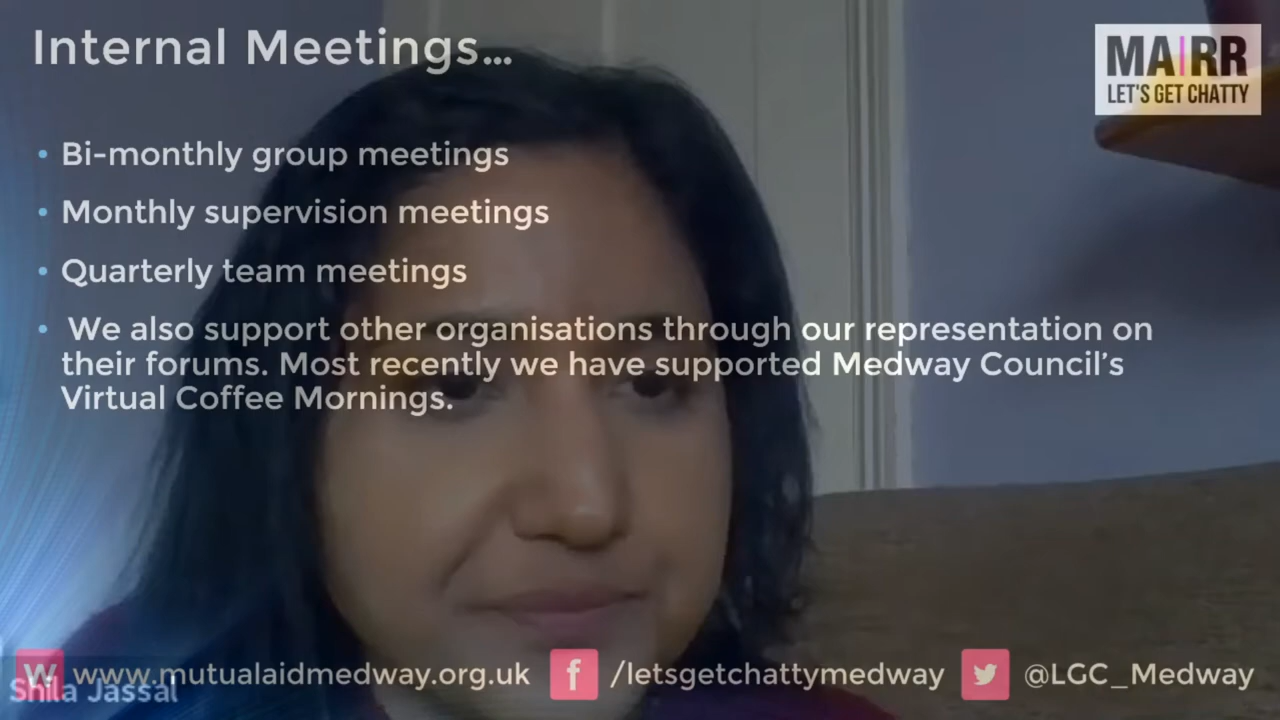 Internal Meetings...
MAIRR
LET'S GET CHATTY
• Bi-monthly group meetings
• Monthly supervision meetings
• Quarterly team meetings
• We also support other organisations through our representation on
their forums. Most recently we have supported Medway Council's
Virtual Coffee Mornings.
W www.mutualaidmedway.org.uk f /letsgetchattymedway @LGC_Medway
Shila Jassal